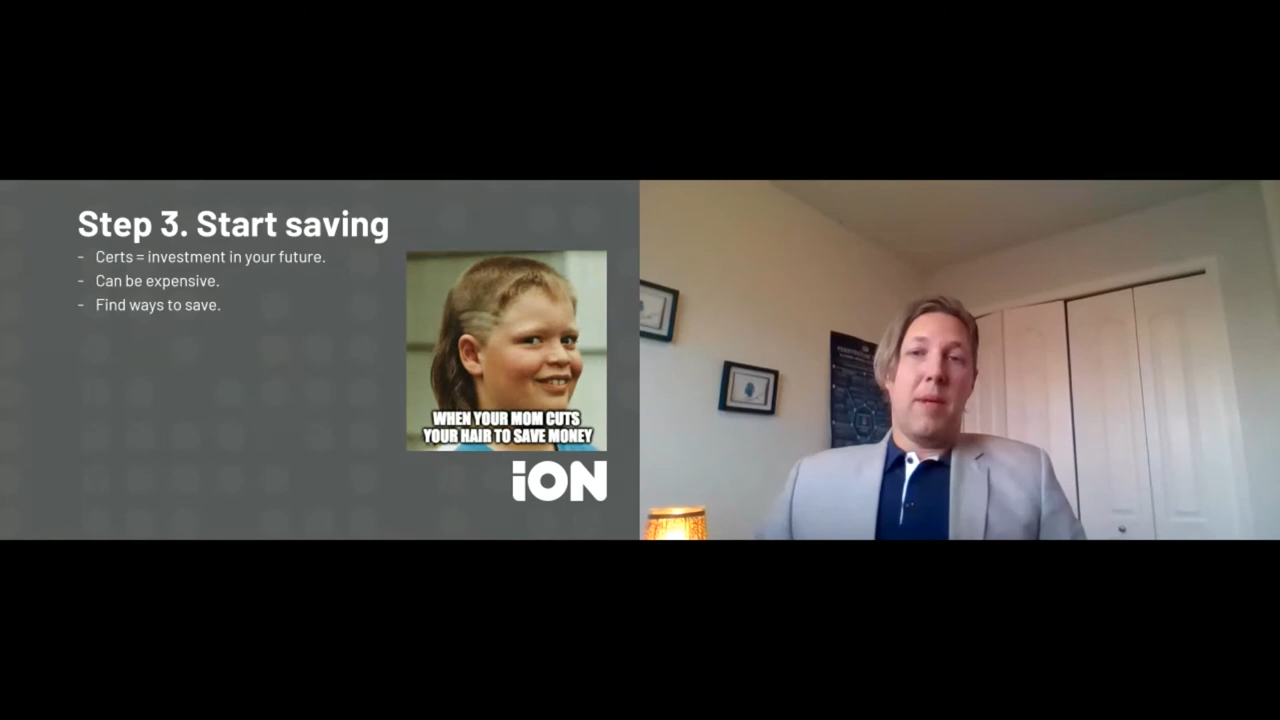 Step 3. Start saving
- Certs = investment in your future.
- Can be expensive.
- Find ways to save.
WHEN YOUR MOM CUTS
YOUR HAIR TO SAVE MONEY
iON